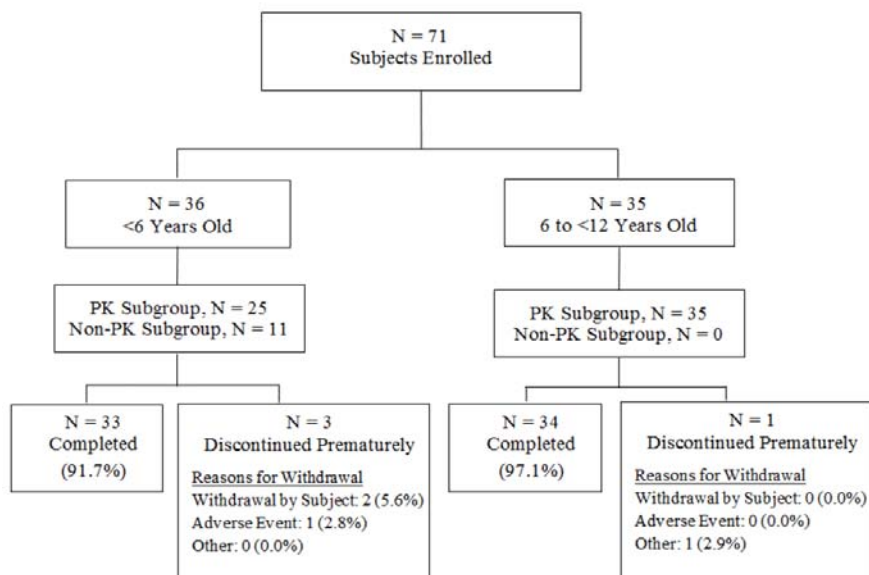 N = 71
Subjects Enrolled
N = 36
<6 Years Old
N = 35
6 to <12 Years Old
PK Subgroup, N = 25
Non-PK Subgroup, N = 11
PK Subgroup, N = 35
Non-PK Subgroup, N = 0
N = 33
Completed
(91.7%)
N = 3
Discontinued Prematurely
Reasons for Withdrawal
Withdrawal by Subject: 2 (5.6%)
Adverse Event: 1 (2.8%)
Other: 0 (0.0%)
N = 34
Completed
(97.1%)
N = 1
Discontinued Prematurely
Reasons for Withdrawal
Withdrawal by Subject: 0 (0.0%)
Adverse Event: 0 (0.0%)
Other: 1 (2.9%)